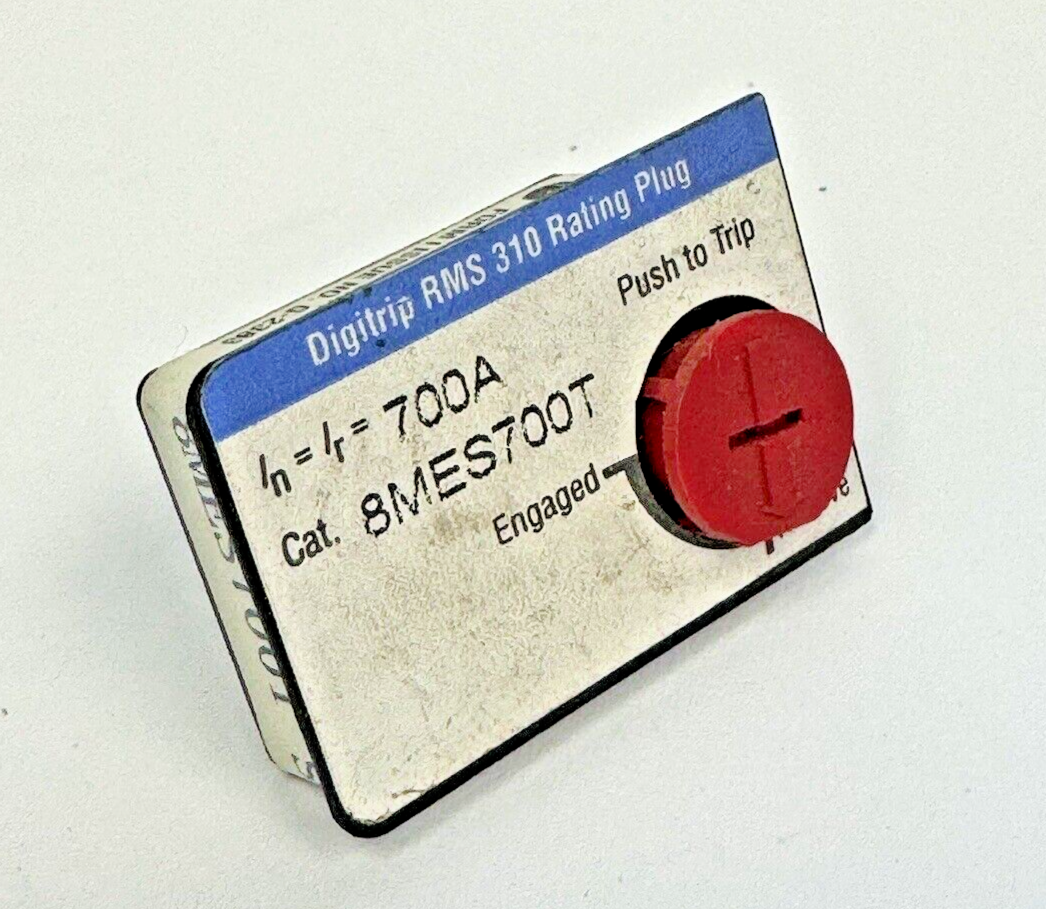 Digitrip RMS 310 Rating Plug
Push to Trip
In = Ir = 700A
Cat. 8MES700T
Engaged